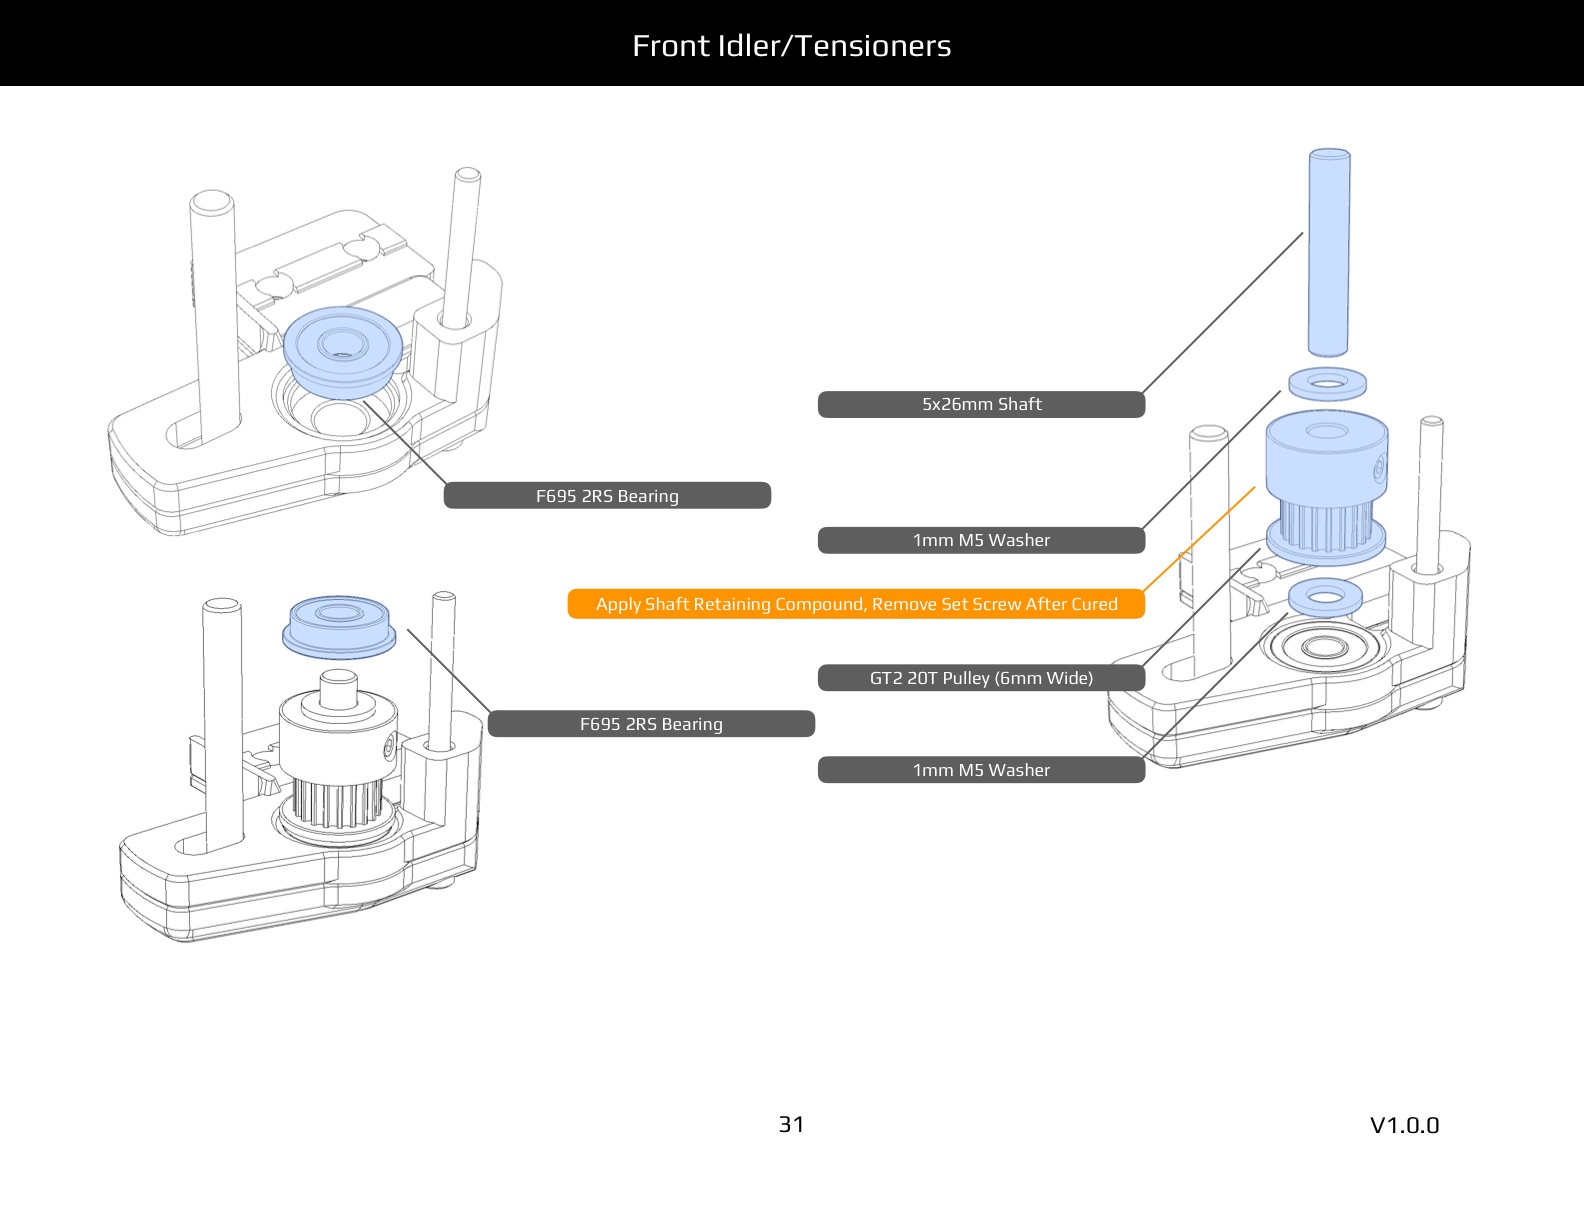 Front Idler/Tensioners
5x26mm Shaft
F695 2RS Bearing
1mm M5 Washer
Apply Shaft Retaining Compound, Remove Set Screw After Cured
GT2 20T Pulley (6mm Wide)
F695 2RS Bearing
1mm M5 Washer
31
V1.0.0